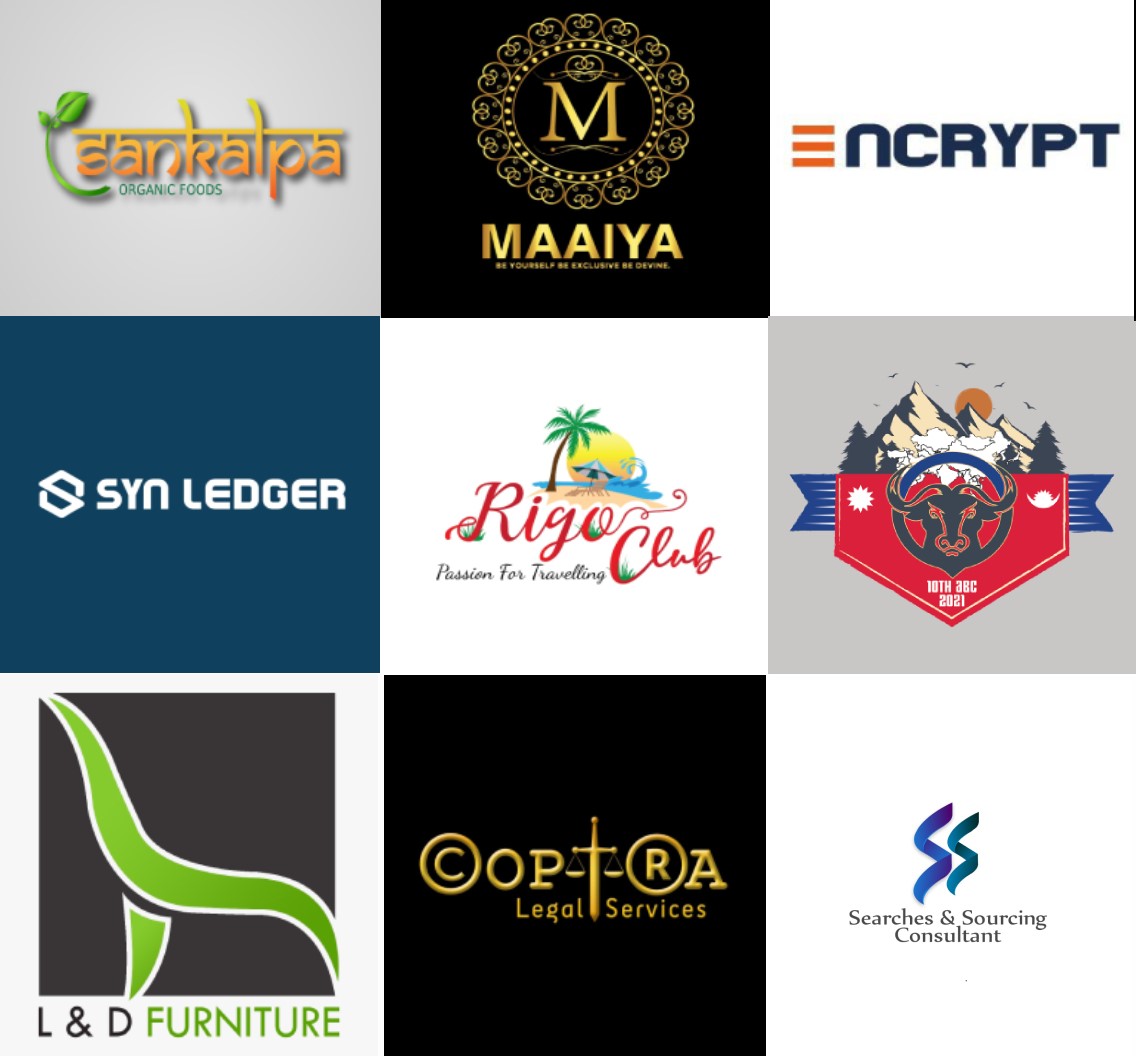 sankalpa
ORGANIC FOODS
M
MAAIYA
BE YOURSELF BE EXCLUSIVE BE DEVINE.
ENCRYPT
SYN LEDGER
Rigo
Club
Passion For Travelling
10TH ABC
2021
L & D FURNITURE
COPTRA
Legal Services
Searches & Sourcing
Consultant